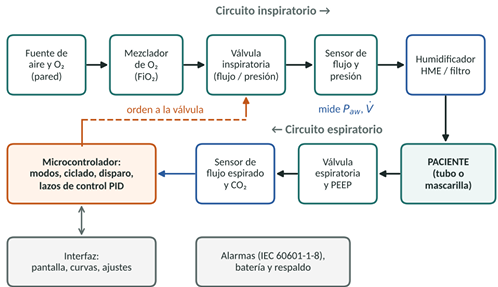 Circuito inspiratorio →
Fuente de
aire y O₂
(pared)
Mezclador
de O₂
(FiO₂)
Válvula
inspiratoria
(flujo / presión)
Sensor de
flujo y
presión
Humidificador
HME / filtro
orden a la válvula
mide P_aw, V̇
← Circuito espiratorio
Microcontrolador:
modos, ciclado, disparo,
lazos de control PID
Sensor de
flujo espirado
y CO₂
Válvula
espiratoria
y PEEP
PACIENTE
(tubo o
mascarilla)
Interfaz:
pantalla, curvas, ajustes
Alarmas (IEC 60601-1-8),
batería y respaldo